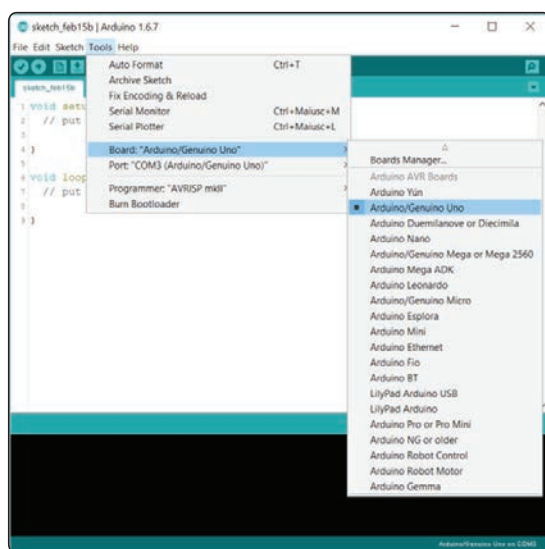 sketch_feb15b | Arduino 1.6.7
File Edit Sketch Tools Help
sketch_feb15b
Auto Format Ctrl+T
Archive Sketch
Fix Encoding & Reload
Serial Monitor Ctrl+Maiusc+M
Serial Plotter Ctrl+Maiusc+L
Board: "Arduino/Genuino Uno"
Port: "COM3 (Arduino/Genuino Uno)"
Programmer: "AVRISP mkII"
Burn Bootloader
1 void setu
2 // put
3
4 }
5
6 void loop
7 // put
8
9 }
Boards Manager...
Arduino AVR Boards
Arduino Yún
Arduino/Genuino Uno
Arduino Duemilanove or Diecimila
Arduino Nano
Arduino/Genuino Mega or Mega 2560
Arduino Mega ADK
Arduino Leonardo
Arduino/Genuino Micro
Arduino Esplora
Arduino Mini
Arduino Ethernet
Arduino Fio
Arduino BT
LilyPad Arduino USB
LilyPad Arduino
Arduino Pro or Pro Mini
Arduino NG or older
Arduino Robot Control
Arduino Robot Motor
Arduino Gemma
Arduino/Genuino Uno on COM3